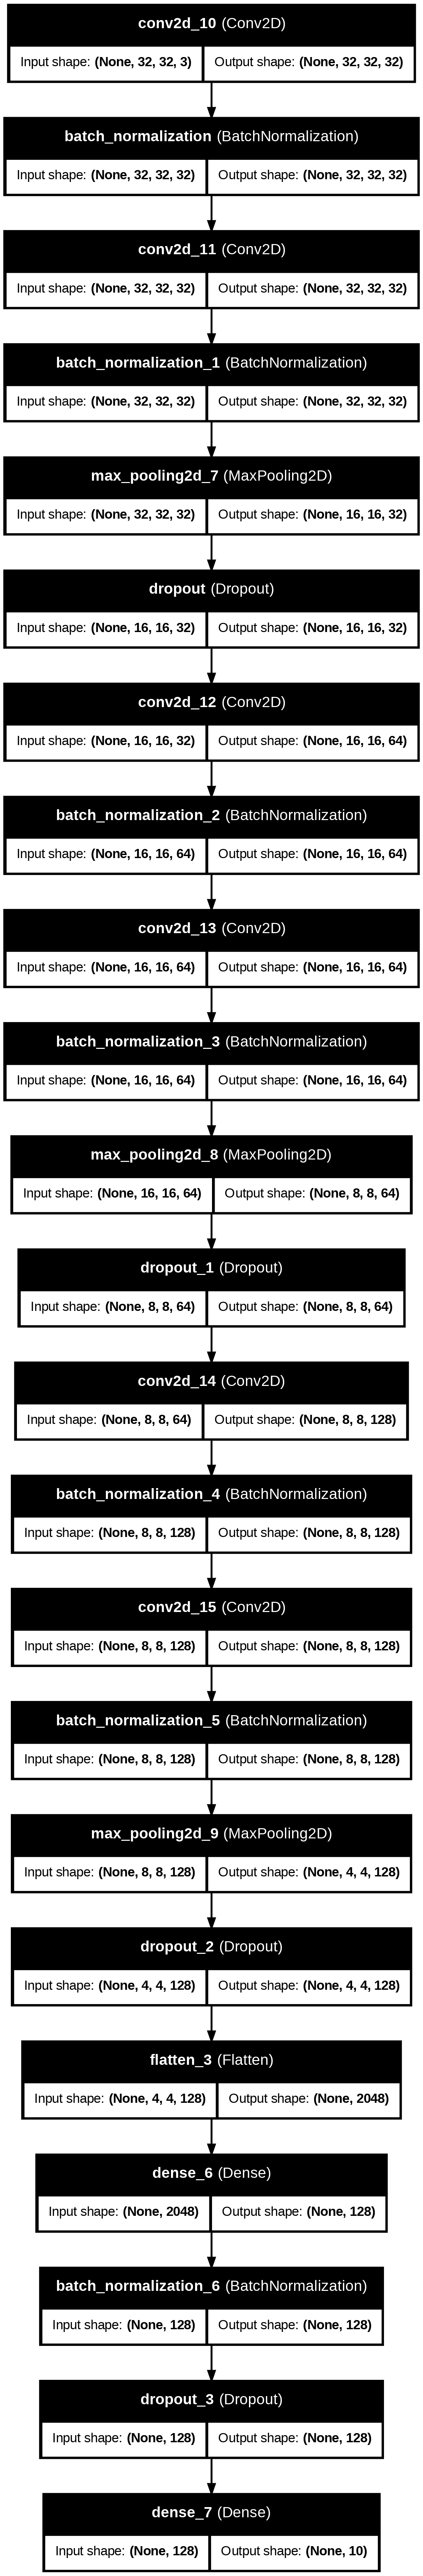 conv2d_10 (Conv2D)
Input shape: (None, 32, 32, 3) Output shape: (None, 32, 32, 32)
batch_normalization (BatchNormalization)
Input shape: (None, 32, 32, 32) Output shape: (None, 32, 32, 32)
conv2d_11 (Conv2D)
Input shape: (None, 32, 32, 32) Output shape: (None, 32, 32, 32)
batch_normalization_1 (BatchNormalization)
Input shape: (None, 32, 32, 32) Output shape: (None, 32, 32, 32)
max_pooling2d_7 (MaxPooling2D)
Input shape: (None, 32, 32, 32) Output shape: (None, 16, 16, 32)
dropout (Dropout)
Input shape: (None, 16, 16, 32) Output shape: (None, 16, 16, 32)
conv2d_12 (Conv2D)
Input shape: (None, 16, 16, 32) Output shape: (None, 16, 16, 64)
batch_normalization_2 (BatchNormalization)
Input shape: (None, 16, 16, 64) Output shape: (None, 16, 16, 64)
conv2d_13 (Conv2D)
Input shape: (None, 16, 16, 64) Output shape: (None, 16, 16, 64)
batch_normalization_3 (BatchNormalization)
Input shape: (None, 16, 16, 64) Output shape: (None, 16, 16, 64)
max_pooling2d_8 (MaxPooling2D)
Input shape: (None, 16, 16, 64) Output shape: (None, 8, 8, 64)
dropout_1 (Dropout)
Input shape: (None, 8, 8, 64) Output shape: (None, 8, 8, 64)
conv2d_14 (Conv2D)
Input shape: (None, 8, 8, 64) Output shape: (None, 8, 8, 128)
batch_normalization_4 (BatchNormalization)
Input shape: (None, 8, 8, 128) Output shape: (None, 8, 8, 128)
conv2d_15 (Conv2D)
Input shape: (None, 8, 8, 128) Output shape: (None, 8, 8, 128)
batch_normalization_5 (BatchNormalization)
Input shape: (None, 8, 8, 128) Output shape: (None, 8, 8, 128)
max_pooling2d_9 (MaxPooling2D)
Input shape: (None, 8, 8, 128) Output shape: (None, 4, 4, 128)
dropout_2 (Dropout)
Input shape: (None, 4, 4, 128) Output shape: (None, 4, 4, 128)
flatten_3 (Flatten)
Input shape: (None, 4, 4, 128) Output shape: (None, 2048)
dense_6 (Dense)
Input shape: (None, 2048) Output shape: (None, 128)
batch_normalization_6 (BatchNormalization)
Input shape: (None, 128) Output shape: (None, 128)
dropout_3 (Dropout)
Input shape: (None, 128) Output shape: (None, 128)
dense_7 (Dense)
Input shape: (None, 128) Output shape: (None, 10)